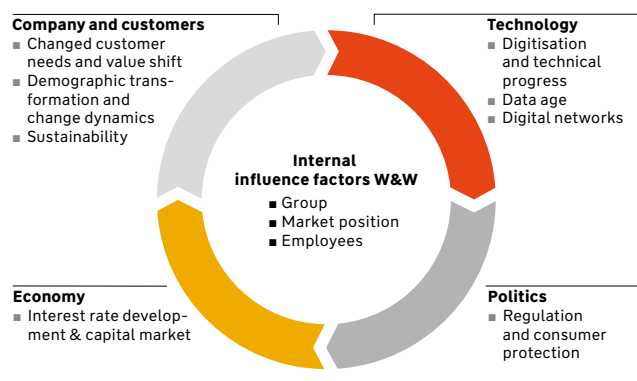 Company and customers
Changed customer
needs and value shift
Demographic trans-
formation and
change dynamics
Sustainability
Technology
Digitisation
and technical
progress
Data age
Digital networks
Internal
influence factors W&W
Group
Market position
Employees
Economy
Interest rate develop-
ment & capital market
Politics
Regulation
and consumer
protection